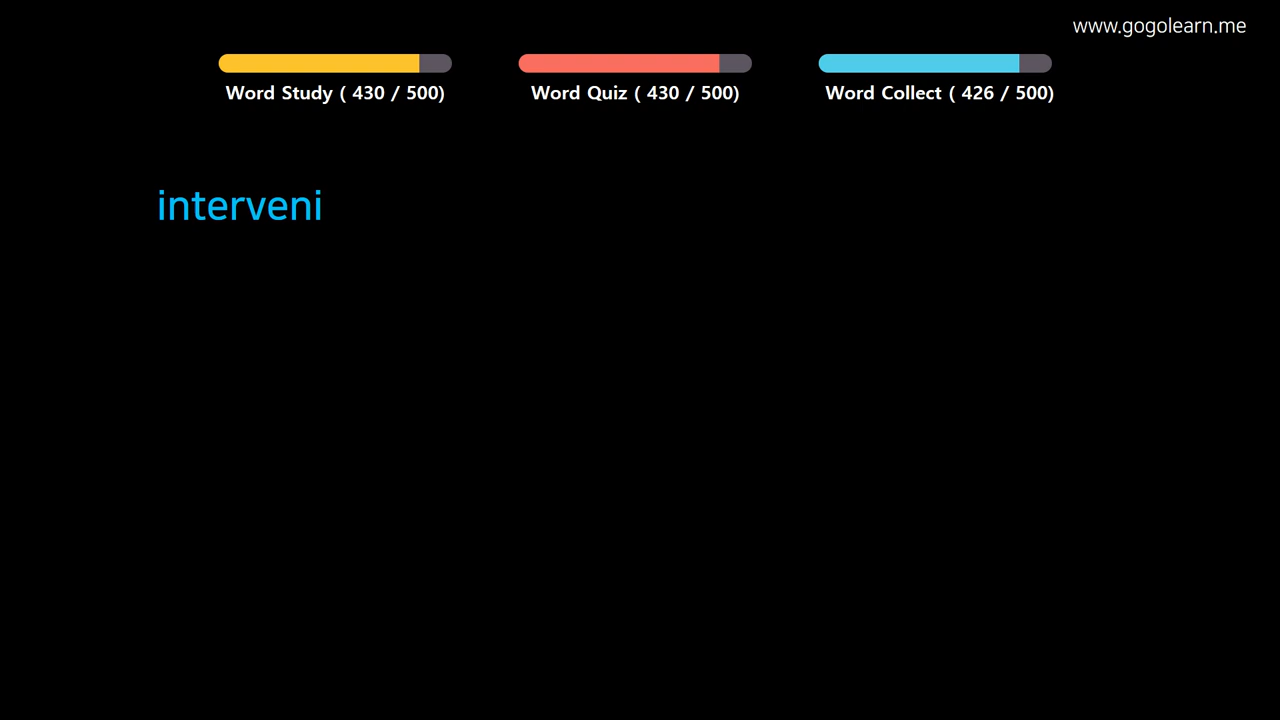 www.gogolearn.me
Word Study ( 430 / 500)
Word Quiz ( 430 / 500)
Word Collect ( 426 / 500)
interveni